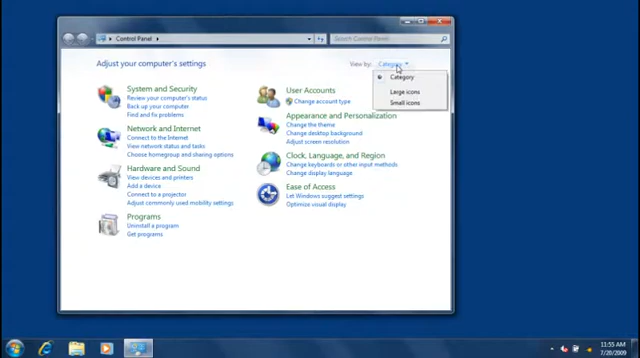 Control Panel
Search Control Panel
Adjust your computer's settings
View by: Category
Category
Large icons
Small icons
System and Security
Review your computer's status
Back up your computer
Find and fix problems
Network and Internet
Connect to the Internet
View network status and tasks
Choose homegroup and sharing options
Hardware and Sound
View devices and printers
Add a device
Connect to a projector
Adjust commonly used mobility settings
Programs
Uninstall a program
Get programs
User Accounts
Change account type
Appearance and Personalization
Change the theme
Change desktop background
Adjust screen resolution
Clock, Language, and Region
Change keyboards or other input methods
Change display language
Ease of Access
Let Windows suggest settings
Optimize visual display
11:55 AM
7/20/2009